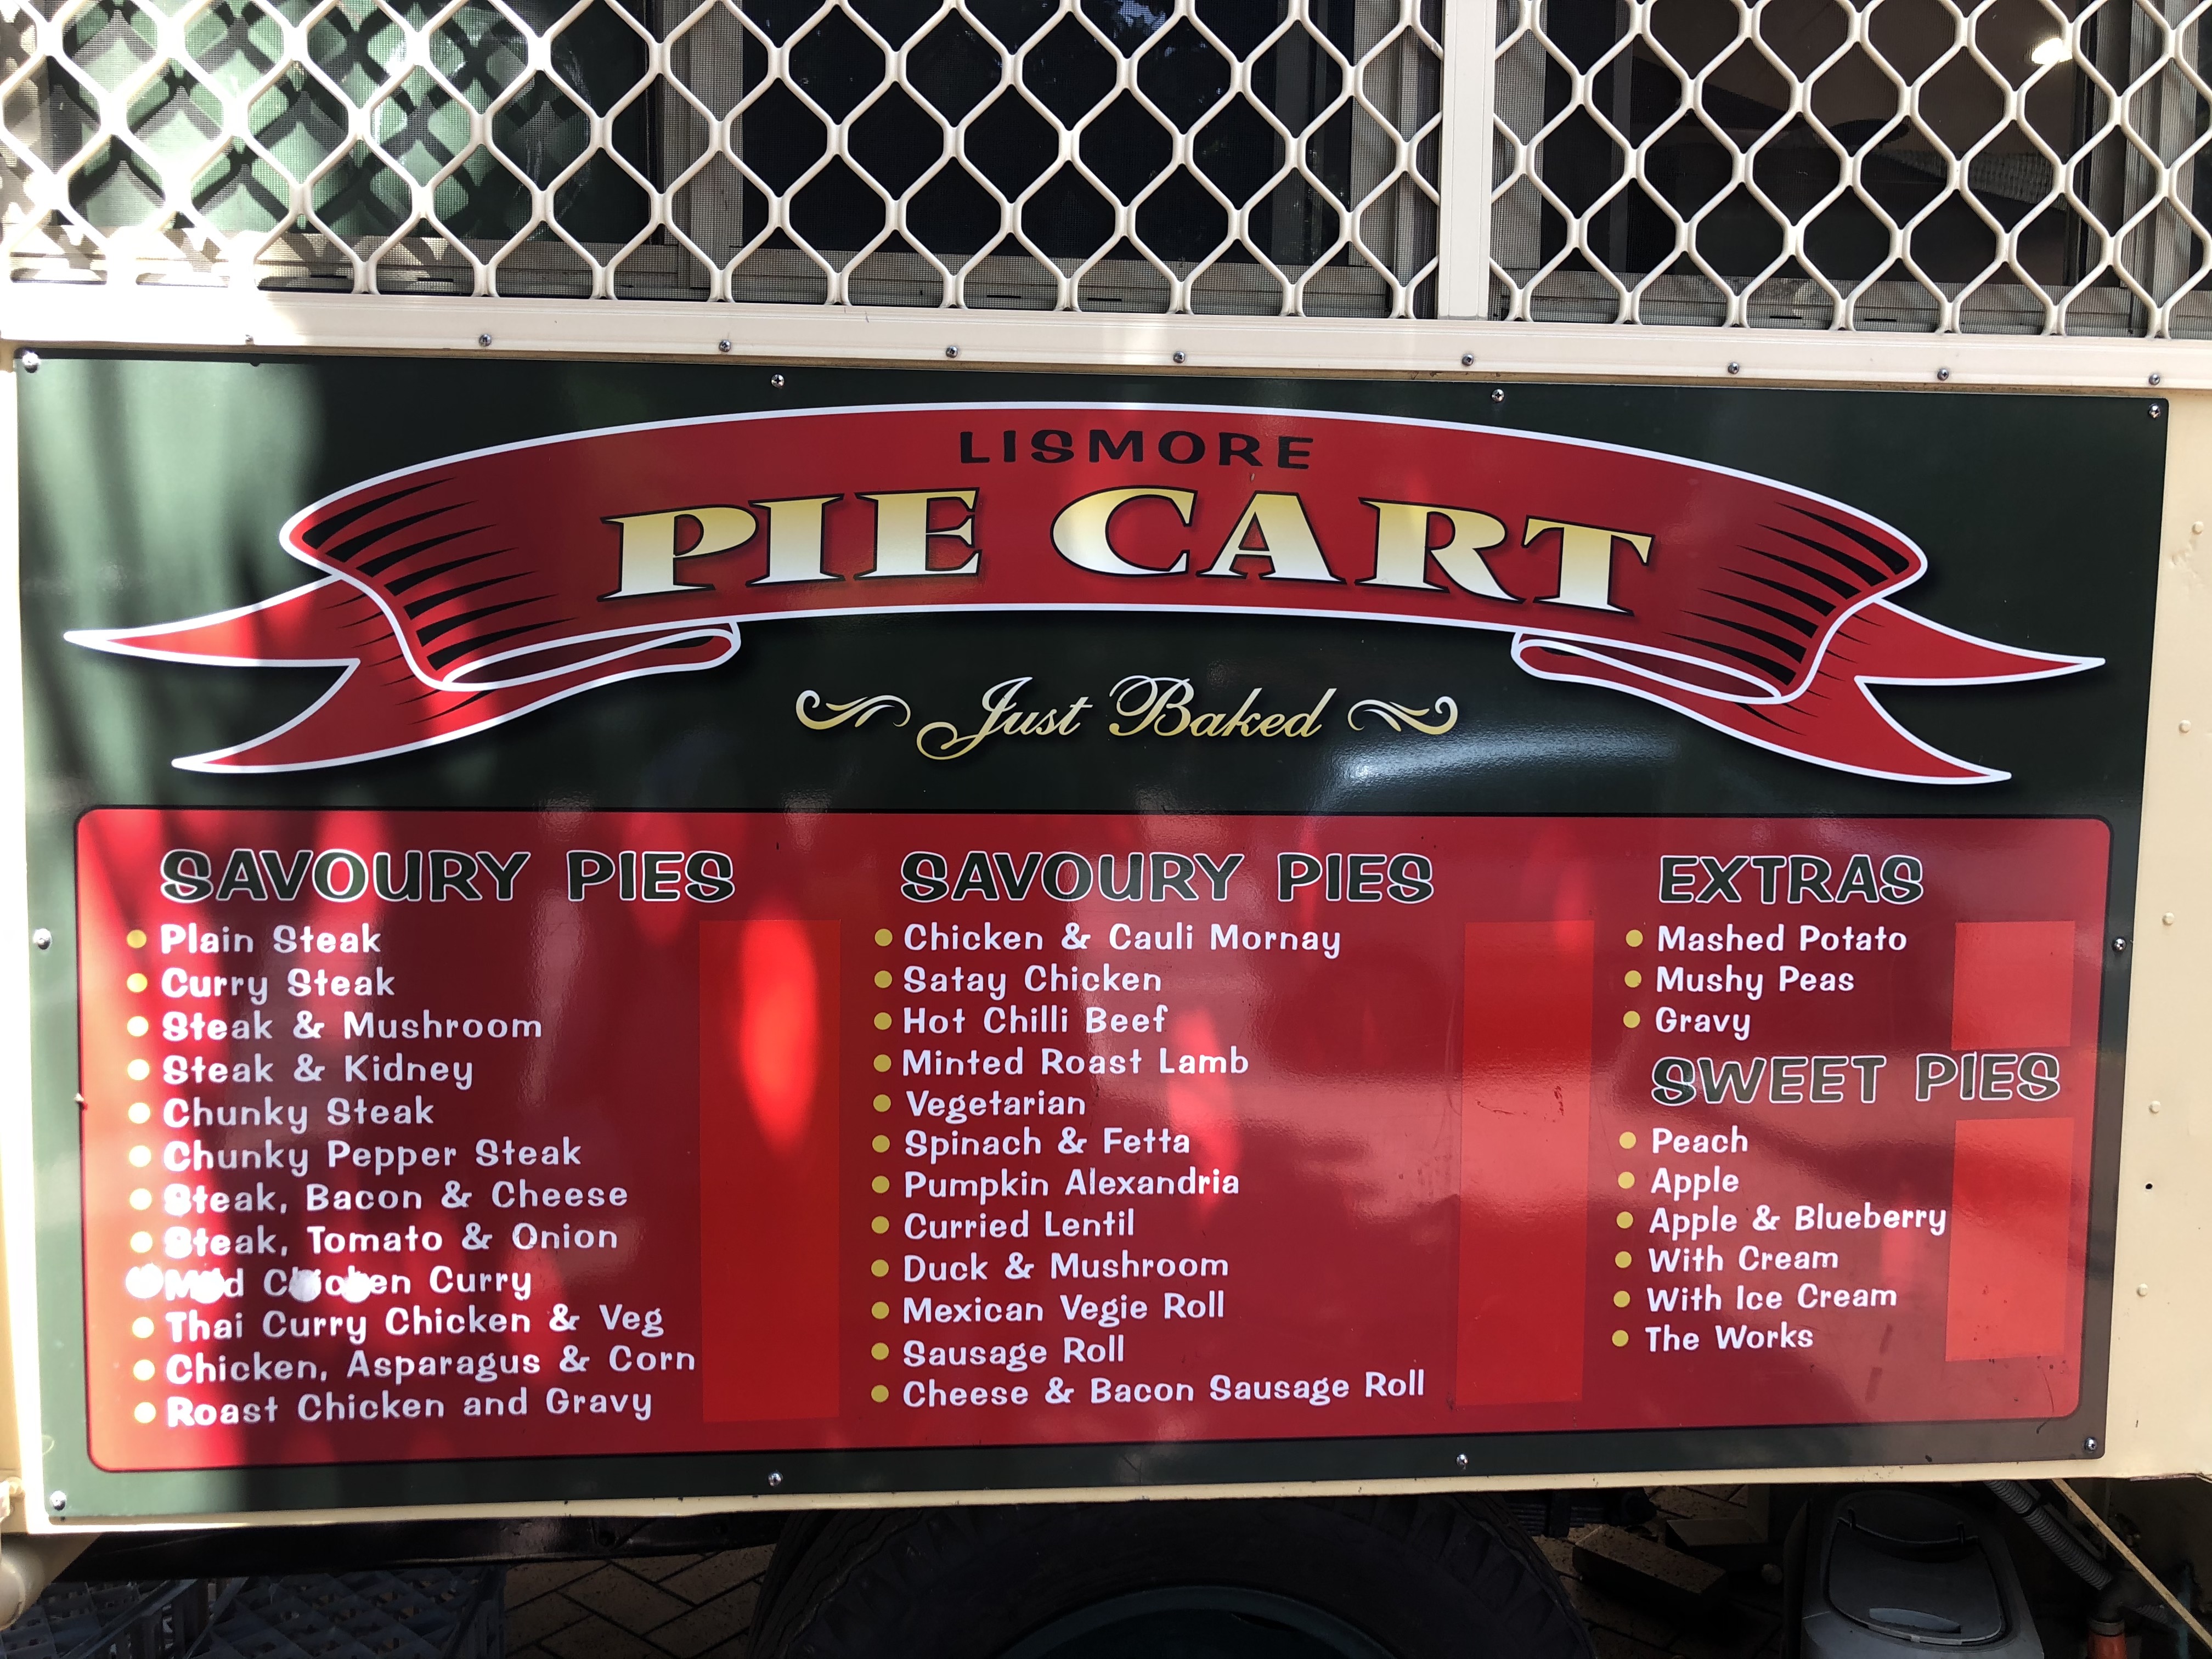 LISMORE
PIE CART
Just Baked
SAVOURY PIES
Plain Steak
Curry Steak
Steak & Mushroom
Steak & Kidney
Chunky Steak
Chunky Pepper Steak
Steak, Bacon & Cheese
Steak, Tomato & Onion
Mild Chicken Curry
Thai Curry Chicken & Veg
Chicken, Asparagus & Corn
Roast Chicken and Gravy
SAVOURY PIES
Chicken & Cauli Mornay
Satay Chicken
Hot Chilli Beef
Minted Roast Lamb
Vegetarian
Spinach & Fetta
Pumpkin Alexandria
Curried Lentil
Duck & Mushroom
Mexican Vegie Roll
Sausage Roll
Cheese & Bacon Sausage Roll
EXTRAS
Mashed Potato
Mushy Peas
Gravy
SWEET PIES
Peach
Apple
Apple & Blueberry
With Cream
With Ice Cream
The Works